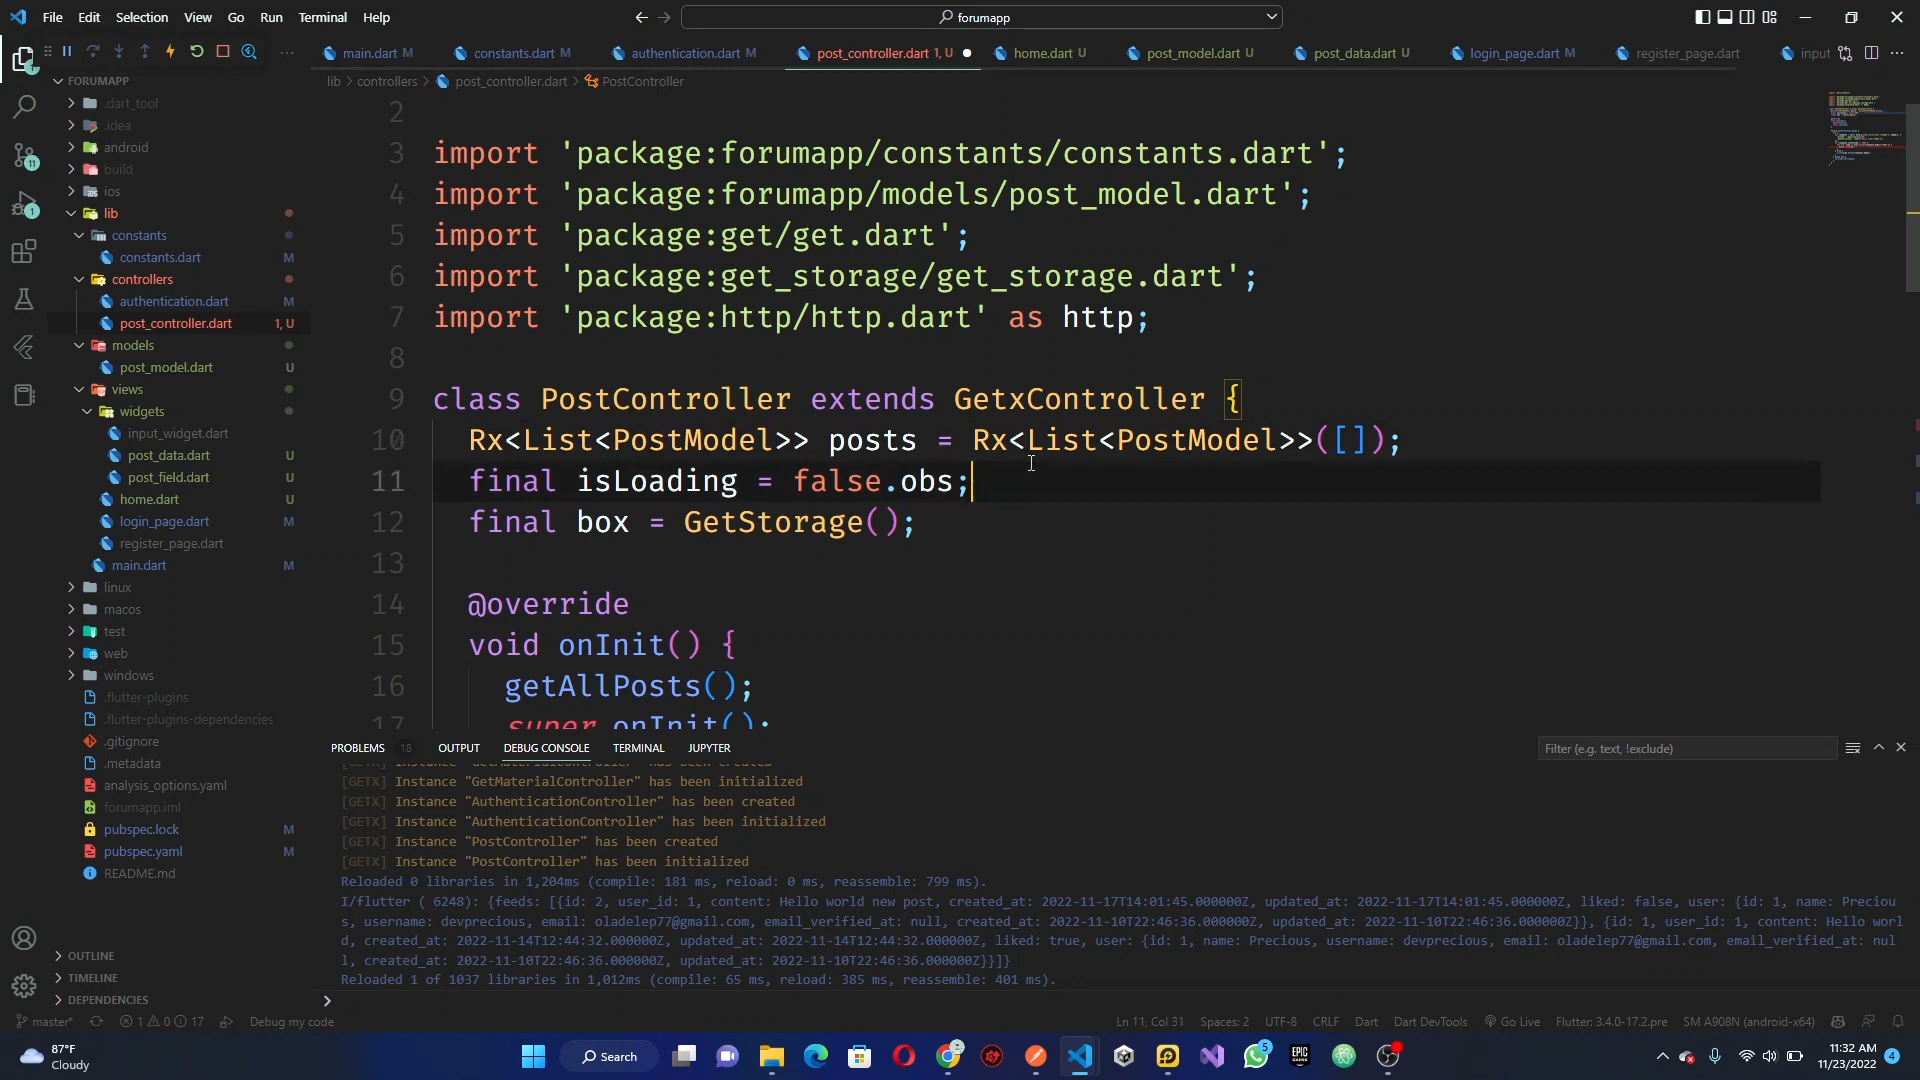 File Edit Selection View Go Run Terminal Help
forumapp
main.dart M constants.dart M authentication.dart M post_controller.dart 1, U home.dart U post_model.dart U post_data.dart U login_page.dart M register_page.dart input
FORUMAPP
lib > controllers > post_controller.dart > PostController
.dart_tool
.idea
android
build
ios
lib
constants
constants.dart M
controllers
authentication.dart M
post_controller.dart 1, U
models
post_model.dart U
views
widgets
input_widget.dart
post_data.dart U
post_field.dart U
home.dart U
login_page.dart M
register_page.dart
main.dart M
linux
macos
test
web
windows
.flutter-plugins
.flutter-plugins-dependencies
.gitignore
.metadata
analysis_options.yaml
forumapp.iml
pubspec.lock M
pubspec.yaml M
README.md
OUTLINE
TIMELINE
DEPENDENCIES
11
1
2
3 import 'package:forumapp/constants/constants.dart';
4 import 'package:forumapp/models/post_model.dart';
5 import 'package:get/get.dart';
6 import 'package:get_storage/get_storage.dart';
7 import 'package:http/http.dart' as http;
8
9 class PostController extends GetxController {
10 Rx<List<PostModel>> posts = Rx<List<PostModel>>([]);
11 final isLoading = false.obs;
12 final box = GetStorage();
13
14 @override
15 void onInit() {
16 getAllPosts();
17 super.onInit();
PROBLEMS 18 OUTPUT DEBUG CONSOLE TERMINAL JUPYTER
Filter (e.g. text, !exclude)
[GETX] Instance "GetMaterialController" has been created
[GETX] Instance "GetMaterialController" has been initialized
[GETX] Instance "AuthenticationController" has been created
[GETX] Instance "AuthenticationController" has been initialized
[GETX] Instance "PostController" has been created
[GETX] Instance "PostController" has been initialized
Reloaded 0 libraries in 1,204ms (compile: 181 ms, reload: 0 ms, reassemble: 799 ms).
I/flutter ( 6248): {feeds: [{id: 2, user_id: 1, content: Hello world new post, created_at: 2022-11-17T14:01:45.000000Z, updated_at: 2022-11-17T14:01:45.000000Z, liked: false, user: {id: 1, name: Preciou
s, username: devprecious, email: oladelep77@gmail.com, email_verified_at: null, created_at: 2022-11-10T22:46:36.000000Z, updated_at: 2022-11-10T22:46:36.000000Z}}, {id: 1, user_id: 1, content: Hello worl
d, created_at: 2022-11-14T12:44:32.000000Z, updated_at: 2022-11-14T12:44:32.000000Z, liked: true, user: {id: 1, name: Precious, username: devprecious, email: oladelep77@gmail.com, email_verified_at: nul
l, created_at: 2022-11-10T22:46:36.000000Z, updated_at: 2022-11-10T22:46:36.000000Z}}]}
Reloaded 1 of 1037 libraries in 1,012ms (compile: 65 ms, reload: 385 ms, reassemble: 401 ms).
master* 1 0 17 Debug my code
Ln 11, Col 31 Spaces: 2 UTF-8 CRLF Dart Dart DevTools Go Live Flutter: 3.4.0-17.2.pre SM A908N (android-x64)
87°F
Cloudy
Search
5
EPIC GAMES
11:32 AM
11/23/2022
4